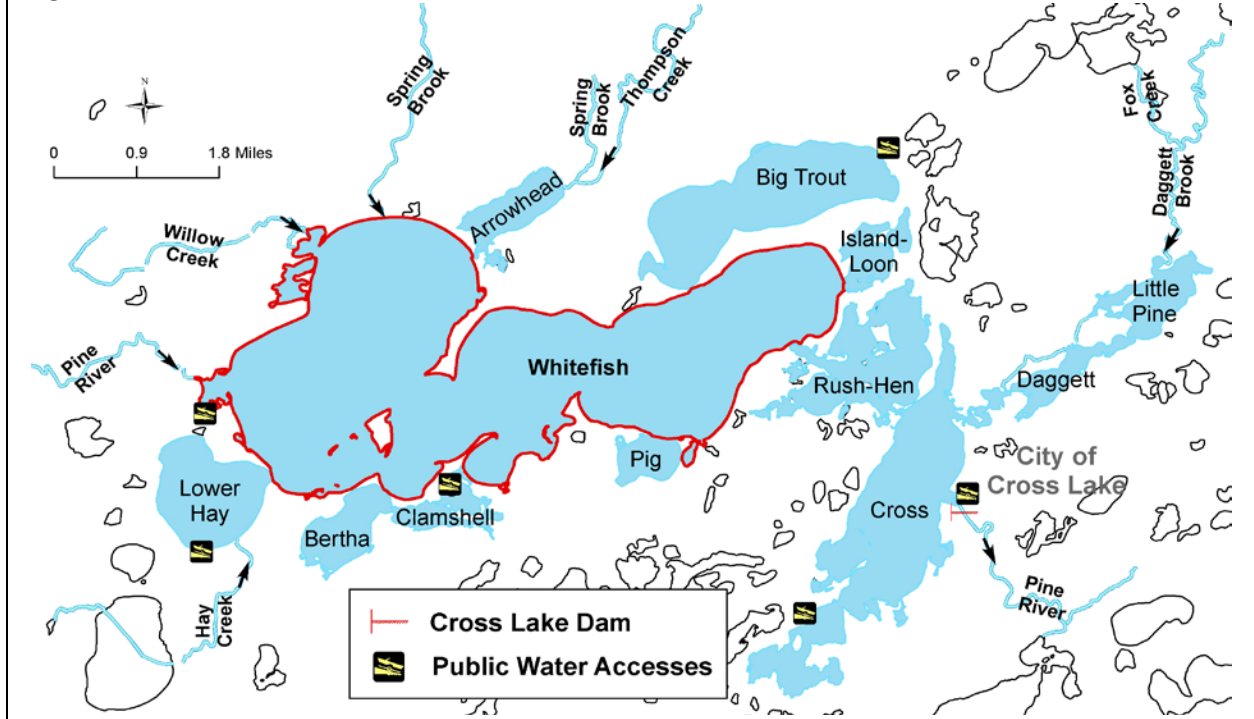 Spring
Brook
Spring
Brook
Thompson
Creek
Fox
Creek
Daggett
Brook
N
0 0.9 1.8 Miles
Big Trout
Arrowhead
Willow
Creek
Island-
Loon
Little
Pine
Pine
River
Whitefish
Rush-Hen
Daggett
Pig
City of
Cross Lake
Lower
Hay
Clamshell
Cross
Bertha
Hay
Creek
Pine
River
Cross Lake Dam
Public Water Accesses